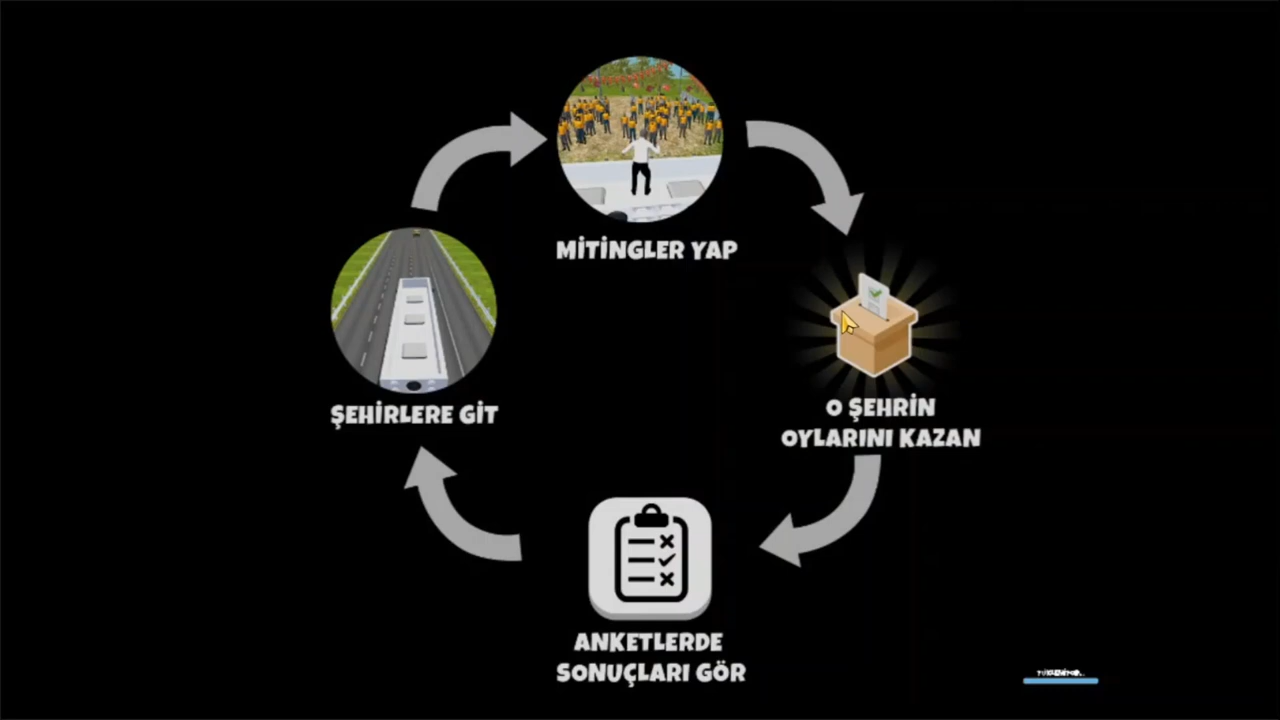 MİTİNGLER YAP
ŞEHİRLERE GİT
O ŞEHRİN
OYLARINI KAZAN
ANKETLERDE
SONUÇLARI GÖR